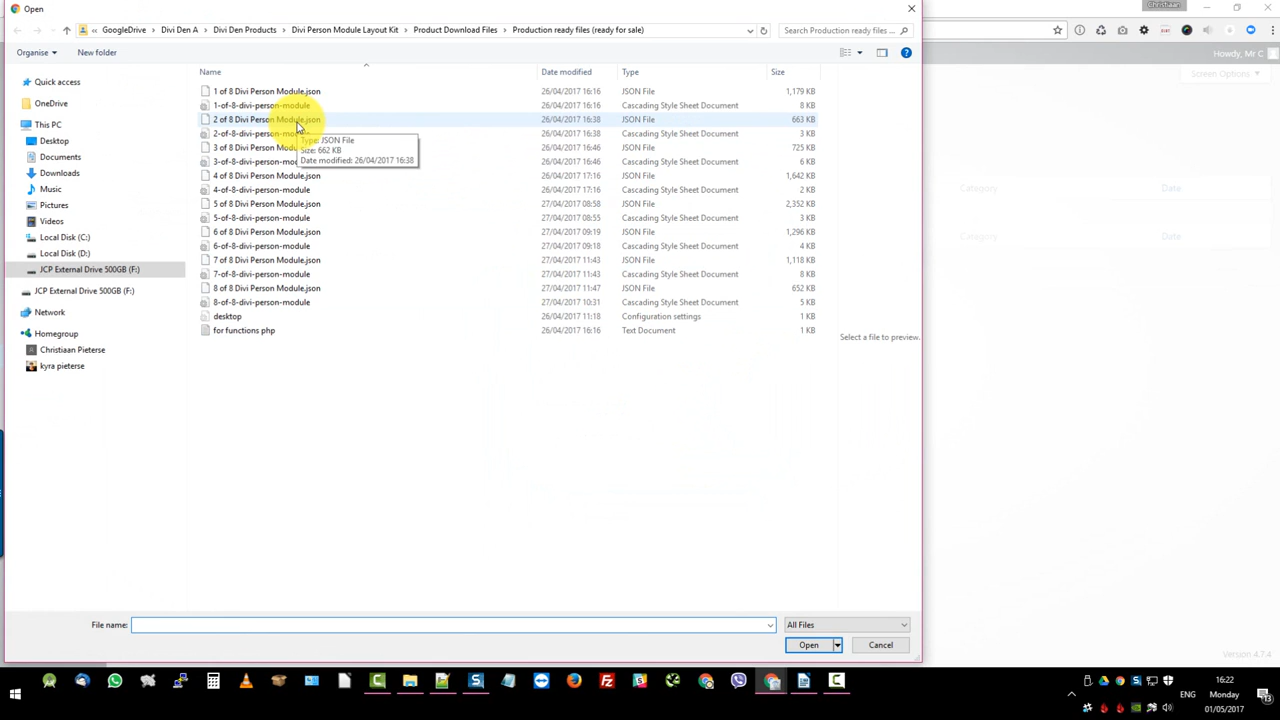 Open
Christiaan
« GoogleDrive › Divi Den A › Divi Den Products › Divi Person Module Layout Kit › Product Download Files › Production ready files (ready for sale)
Search Production ready files ...
Organise
New folder
Howdy, Mr C
Screen Options
Name
Date modified
Type
Size
Quick access
OneDrive
This PC
Desktop
Documents
Downloads
Music
Pictures
Videos
Local Disk (C:)
Local Disk (D:)
JCP External Drive 500GB (F:)
JCP External Drive 500GB (F:)
Network
Homegroup
Christiaan Pieterse
kyra pieterse
1 of 8 Divi Person Module.json 26/04/2017 16:16 JSON File 1,179 KB
1-of-8-divi-person-module 26/04/2017 16:16 Cascading Style Sheet Document 8 KB
2 of 8 Divi Person Module.json 26/04/2017 16:38 JSON File 663 KB
2-of-8-divi-person-mod 26/04/2017 16:38 Cascading Style Sheet Document 3 KB
3 of 8 Divi Person Mod 26/04/2017 16:46 JSON File 725 KB
3-of-8-divi-person-mo 26/04/2017 16:46 Cascading Style Sheet Document 6 KB
4 of 8 Divi Person Module.json 26/04/2017 16:16 JSON File 1,642 KB
4-of-8-divi-person-module 26/04/2017 16:16 Cascading Style Sheet Document 2 KB
5 of 8 Divi Person Module.json 27/04/2017 08:58 JSON File 2,352 KB
5-of-8-divi-person-module 27/04/2017 08:55 Cascading Style Sheet Document 3 KB
6 of 8 Divi Person Module.json 27/04/2017 09:19 JSON File 1,296 KB
6-of-8-divi-person-module 27/04/2017 09:18 Cascading Style Sheet Document 4 KB
7 of 8 Divi Person Module.json 27/04/2017 11:43 JSON File 1,118 KB
7-of-8-divi-person-module 27/04/2017 11:43 Cascading Style Sheet Document 8 KB
8 of 8 Divi Person Module.json 27/04/2017 11:47 JSON File 652 KB
8-of-8-divi-person-module 27/04/2017 10:31 Cascading Style Sheet Document 5 KB
desktop 26/04/2017 11:18 Configuration settings 1 KB
for functions php 26/04/2017 16:16 Text Document 1 KB
Type: JSON File
Size: 662 KB
Date modified: 26/04/2017 16:38
Select a file to preview.
Category Date
Category Date
File name:
All Files
Open
Cancel
Version 4.7.4
16:22
ENG Monday
01/05/2017
13